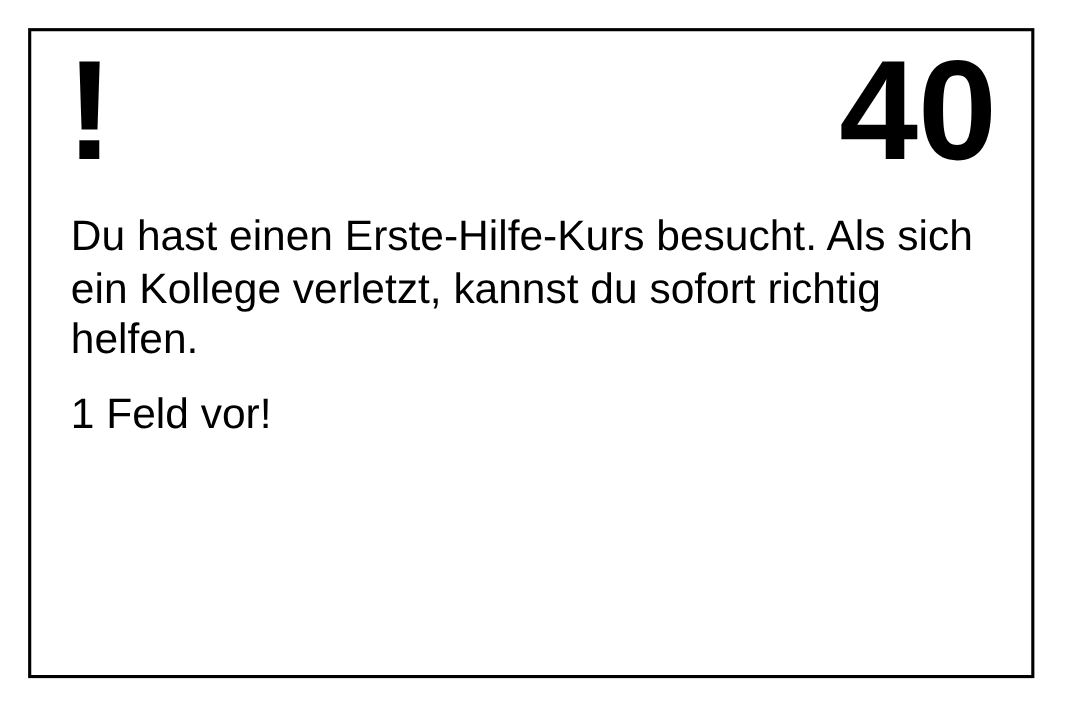 ! 40
Du hast einen Erste-Hilfe-Kurs besucht. Als sich
ein Kollege verletzt, kannst du sofort richtig
helfen.
1 Feld vor!